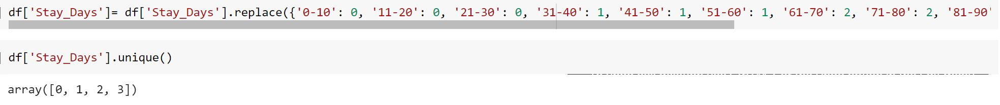 df['Stay_Days']= df['Stay_Days'].replace({'0-10': 0, '11-20': 0, '21-30': 0, '31-40': 1, '41-50': 1, '51-60': 1, '61-70': 2, '71-80': 2, '81-90'
df['Stay_Days'].unique()
array([0, 1, 2, 3])